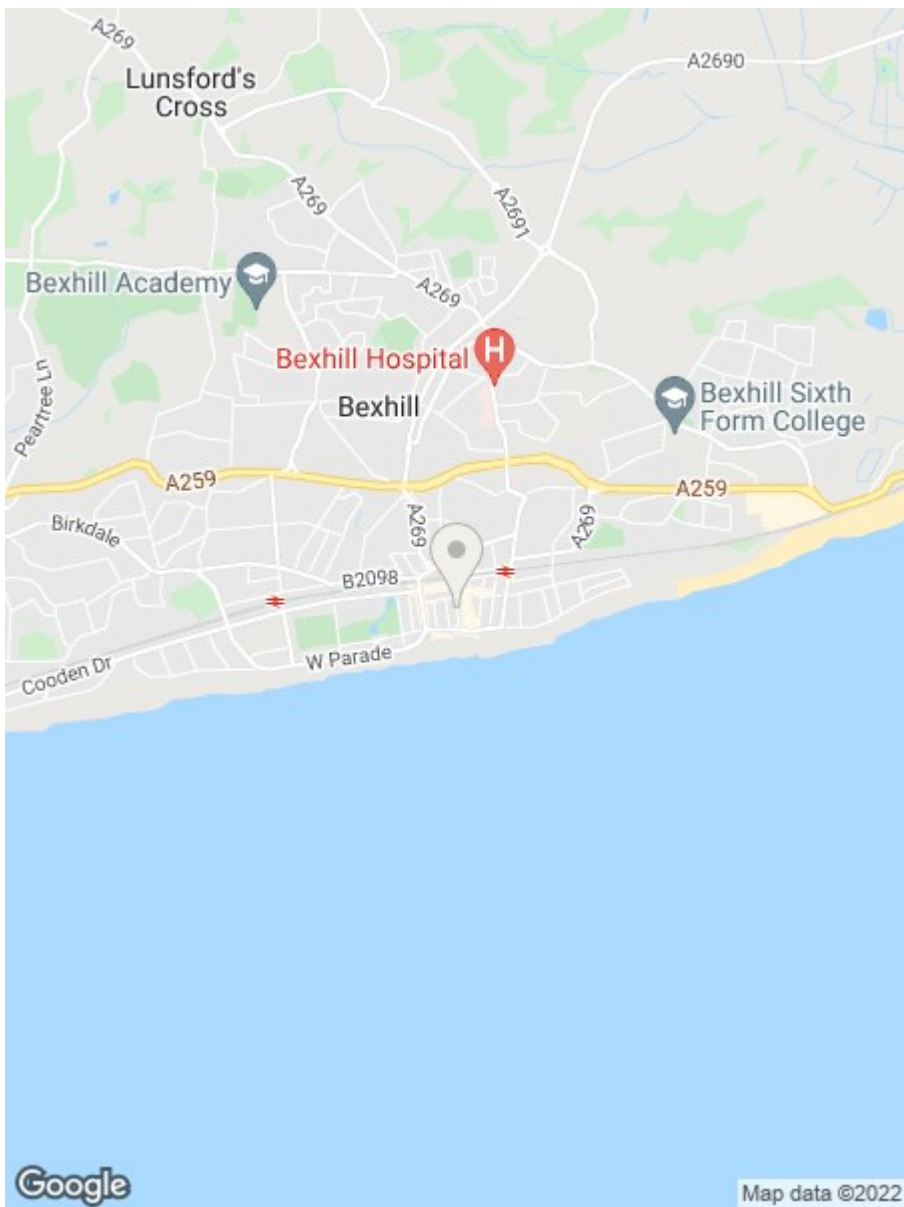 A269
A2690
Lunsford's
Cross
A269
A2691
Bexhill Academy
A269
Bexhill Hospital
H
Peartree Ln
Bexhill
Bexhill Sixth
Form College
A259
A259
Birkdale
A269
A269
B2098
W Parade
Cooden Dr
Google
Map data ©2022